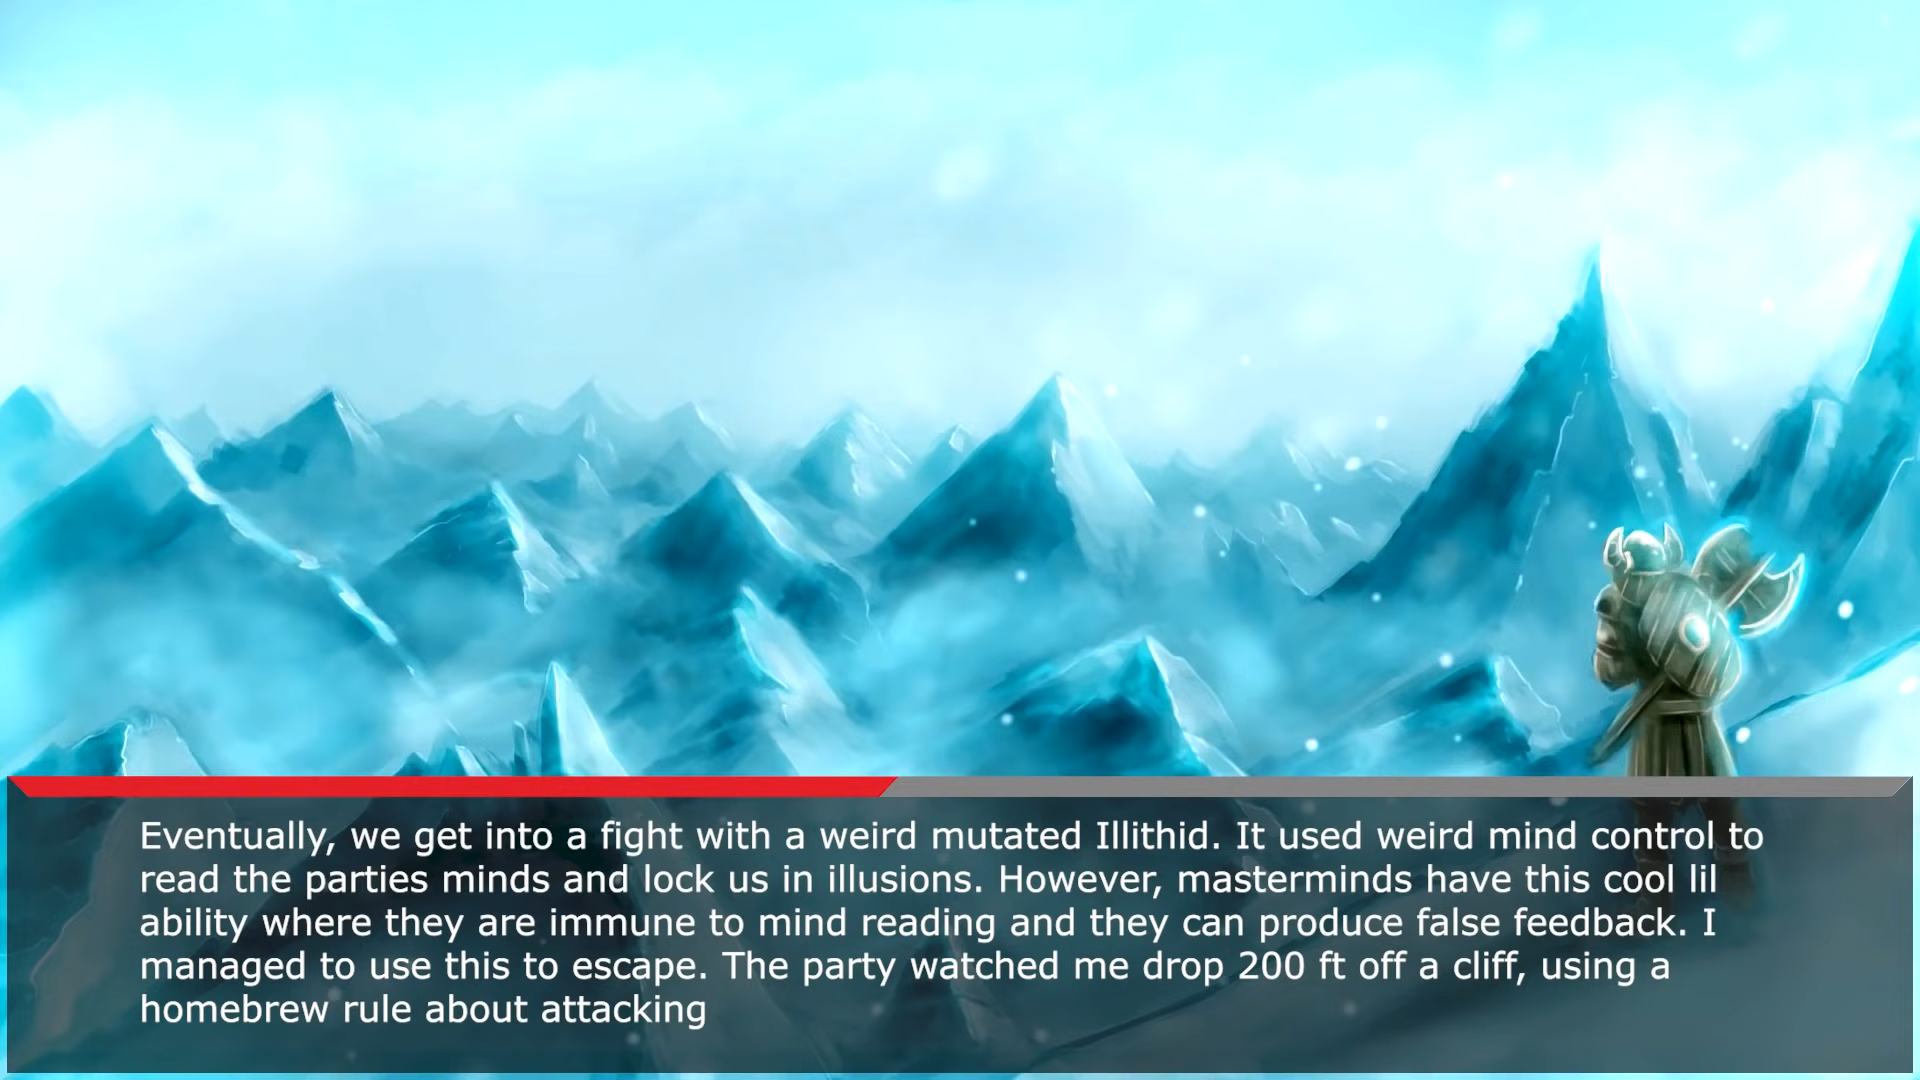 Eventually, we get into a fight with a weird mutated Illithid. It used weird mind control to
read the parties minds and lock us in illusions. However, masterminds have this cool lil
ability where they are immune to mind reading and they can produce false feedback. I
managed to use this to escape. The party watched me drop 200 ft off a cliff, using a
homebrew rule about attacking